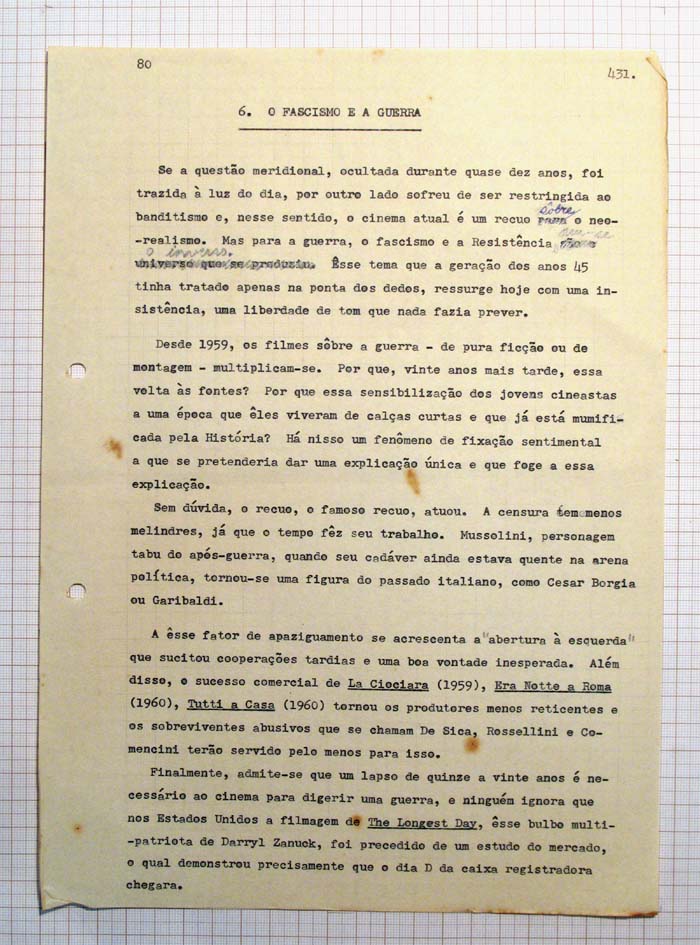 80
431.
6. O FASCISMO E A GUERRA
Se a questão meridional, ocultada durante quase dez anos, foi
trazida à luz do dia, por outro lado sofreu de ser restringida ao
sôbre
banditismo e, nesse sentido, o cinema atual é um recuo para o neo-
-realismo. Mas para a guerra, o fascismo e a Resistência
o inverso.
universo que se produziu. Êsse tema que a geração dos anos 45
tinha tratado apenas na ponta dos dedos, ressurge hoje com uma in-
sistência, uma liberdade de tom que nada fazia prever.
Desde 1959, os filmes sôbre a guerra - de pura ficção ou de
montagem - multiplicam-se. Por que, vinte anos mais tarde, essa
volta às fontes? Por que essa sensibilização dos jovens cineastas
a uma época que êles viveram de calças curtas e que já está mumifi-
cada pela História? Há nisso um fenômeno de fixação sentimental
a que se pretenderia dar uma explicação única e que foge a essa
explicação.
Sem dúvida, o recuo, o famoso recuo, atuou. A censura tem menos
melindres, já que o tempo fêz seu trabalho. Mussolini, personagem
tabu do após-guerra, quando seu cadáver ainda estava quente na arena
política, tornou-se uma figura do passado italiano, como Cesar Borgia
ou Garibaldi.
A êsse fator de apaziguamento se acrescenta a "abertura à esquerda"
que sucitou cooperações tardias e uma boa vontade inesperada. Além
disso, o sucesso comercial de La Ciociara (1959), Era Notte a Roma
(1960), Tutti a Casa (1960) tornou os produtores menos reticentes e
os sobreviventes abusivos que se chamam De Sica, Rossellini e Co-
mencini terão servido pelo menos para isso.
Finalmente, admite-se que um lapso de quinze a vinte anos é ne-
cessário ao cinema para digerir uma guerra, e ninguém ignora que
nos Estados Unidos a filmagem de The Longest Day, êsse bulbo multi-
-patriota de Darryl Zanuck, foi precedido de um estudo do mercado,
o qual demonstrou precisamente que o dia D da caixa registradora
chegara.